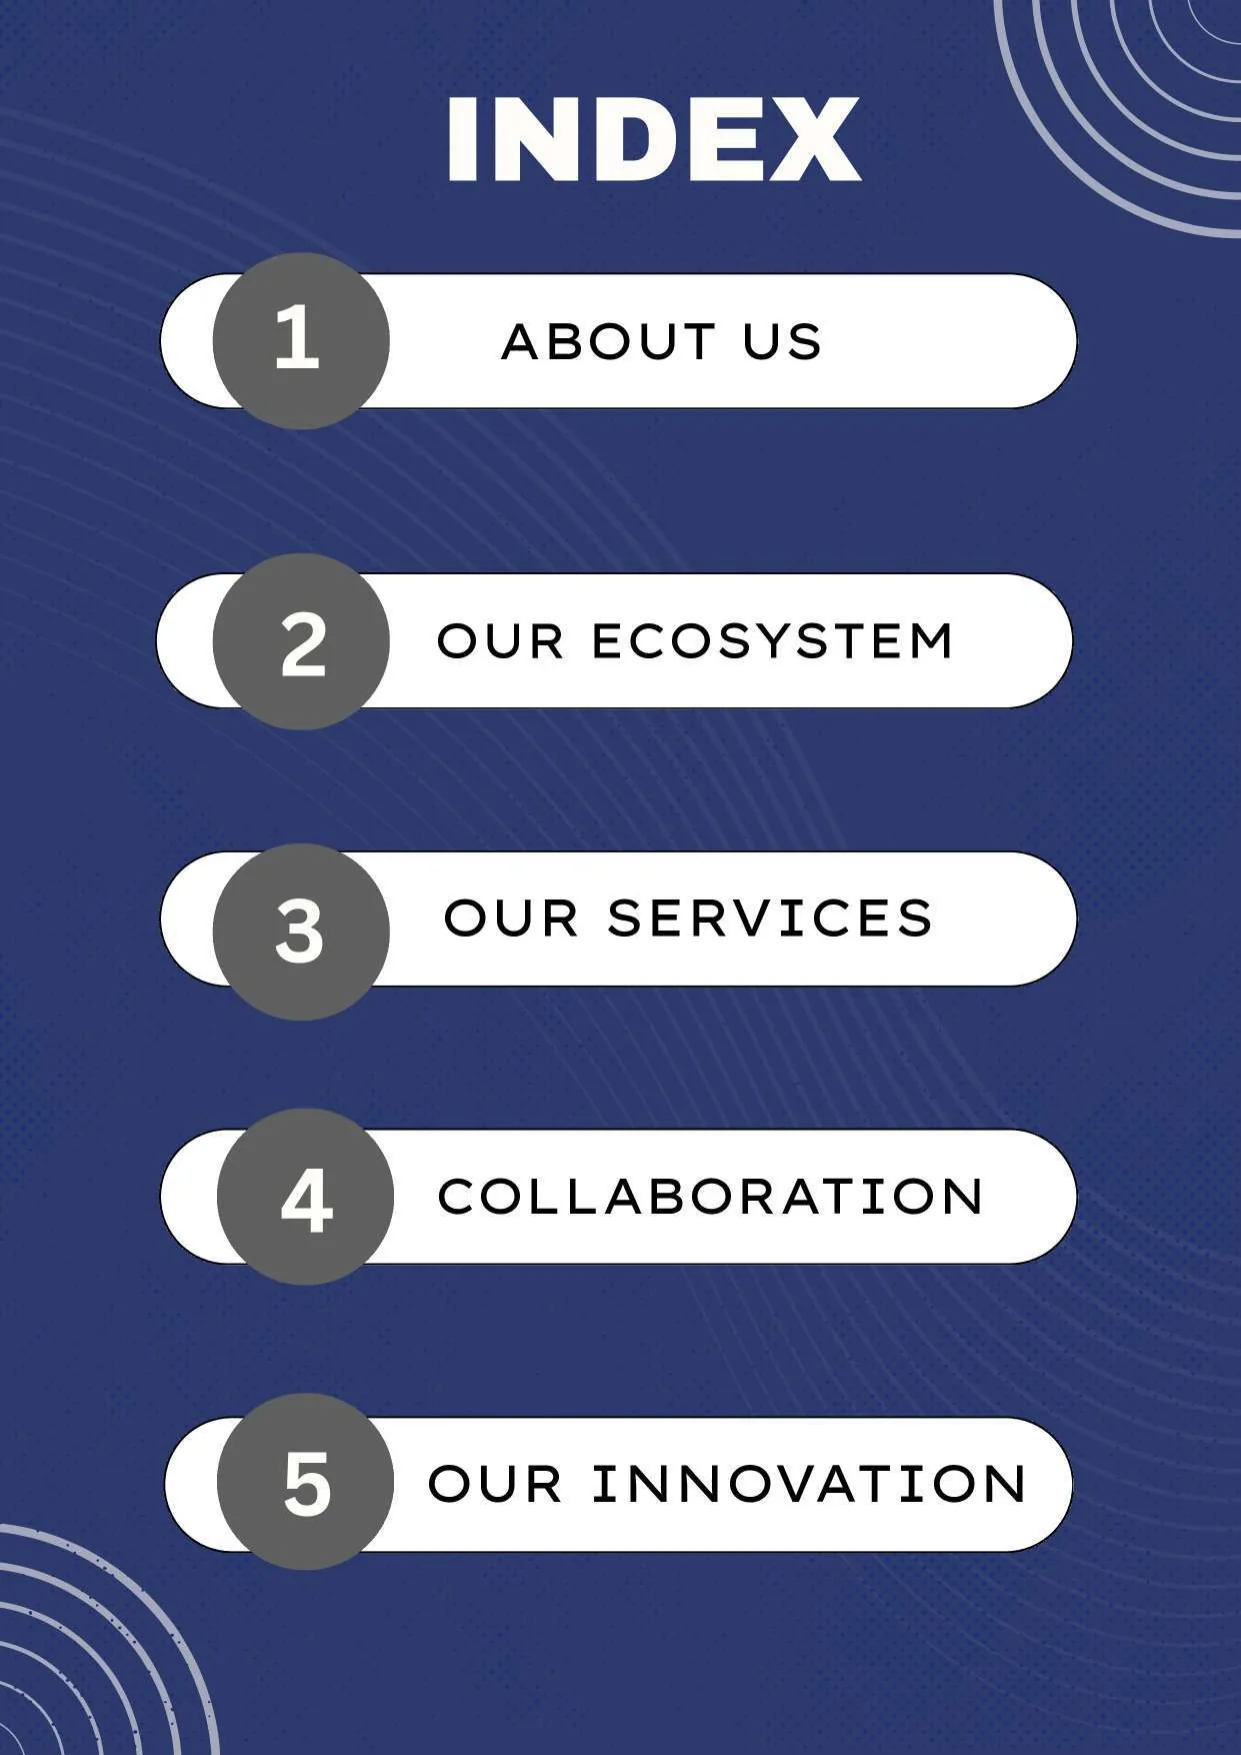 INDEX
1 ABOUT US
2 OUR ECOSYSTEM
3 OUR SERVICES
4 COLLABORATION
5 OUR INNOVATION